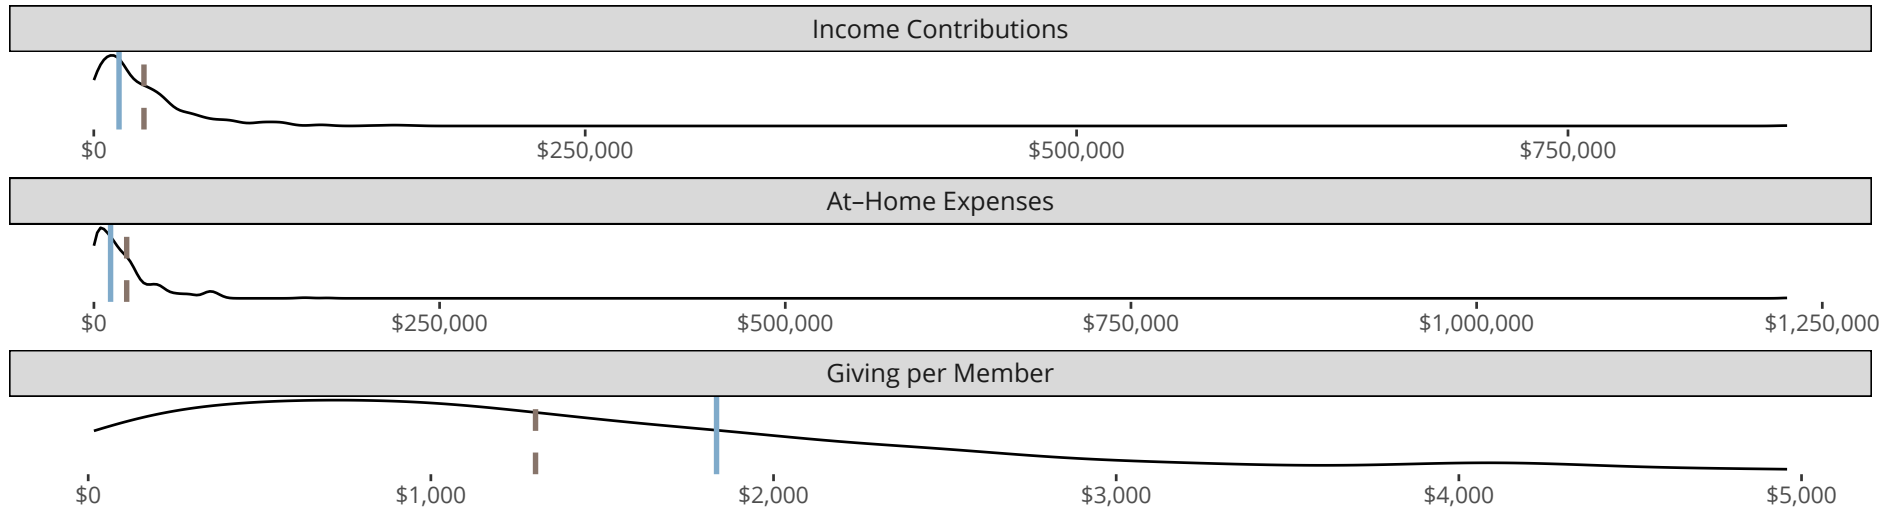 Income Contributions
$0 $250,000 $500,000 $750,000
At–Home Expenses
$0 $250,000 $500,000 $750,000 $1,000,000 $1,250,000
Giving per Member
$0 $1,000 $2,000 $3,000 $4,000 $5,000